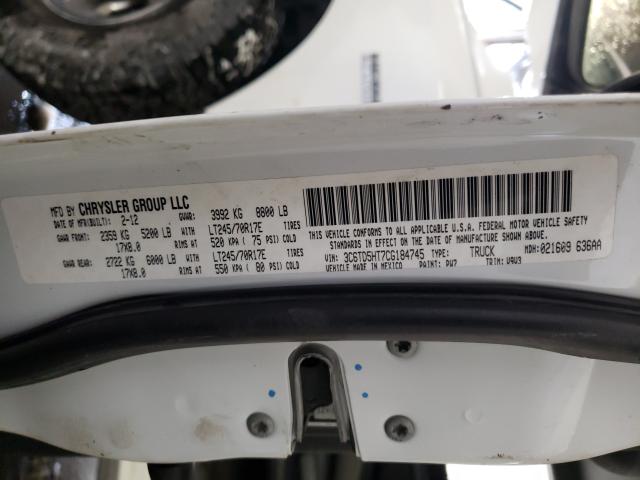 MFD BY CHRYSLER GROUP LLC
DATE OF MFR(BUILT): 2-12 GVWR: 3992 KG 8800 LB
GAWR FRONT: 2359 KG 5200 LB LT245/70R17E TIRES
17X8.0 RIMS AT 520 KPA ( 75 PSI) COLD
GAWR REAR: 2722 KG 6000 LB LT245/70R17E TIRES
17X8.0 RIMS AT 550 KPA ( 80 PSI) COLD
THIS VEHICLE CONFORMS TO ALL APPLICABLE U.S.A. FEDERAL MOTOR VEHICLE SAFETY
STANDARDS IN EFFECT ON THE DATE OF MANUFACTURE SHOWN ABOVE.
VIN: 3C6TD5HT7CG184745 TYPE: TRUCK MDH:021609 636AA
VEHICLE MADE IN MEXICO PAINT: PW7 TRIM: V9V9